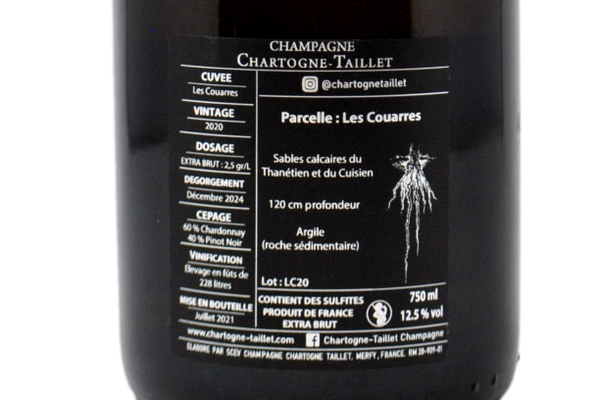 CHAMPAGNE
CHARTOGNE-TAILLET
CUVEE
Les Couarres
VINTAGE
2020
DOSAGE
EXTRA BRUT : 2,5 gr/L
DEGORGEMENT
Décembre 2024
CEPAGE
60 % Chardonnay
40 % Pinot Noir
VINIFICATION
Elevage en fûts de
228 litres
MISE EN BOUTEILLE
Juillet 2021
@chartognetaillet
Parcelle : Les Couarres
Sables calcaires du
Thanétien et du Cuisien
120 cm profondeur
Argile
(roche sédimentaire)
Lot : LC20
CONTIENT DES SULFITES
PRODUIT DE FRANCE
EXTRA BRUT
750 ml
12.5 % vol
www.chartogne-taillet.com
Chartogne-Taillet Champagne
ÉLABORÉ PAR SCEV CHAMPAGNE CHARTOGNE TAILLET, MERFY, FRANCE. RM 28-909-01